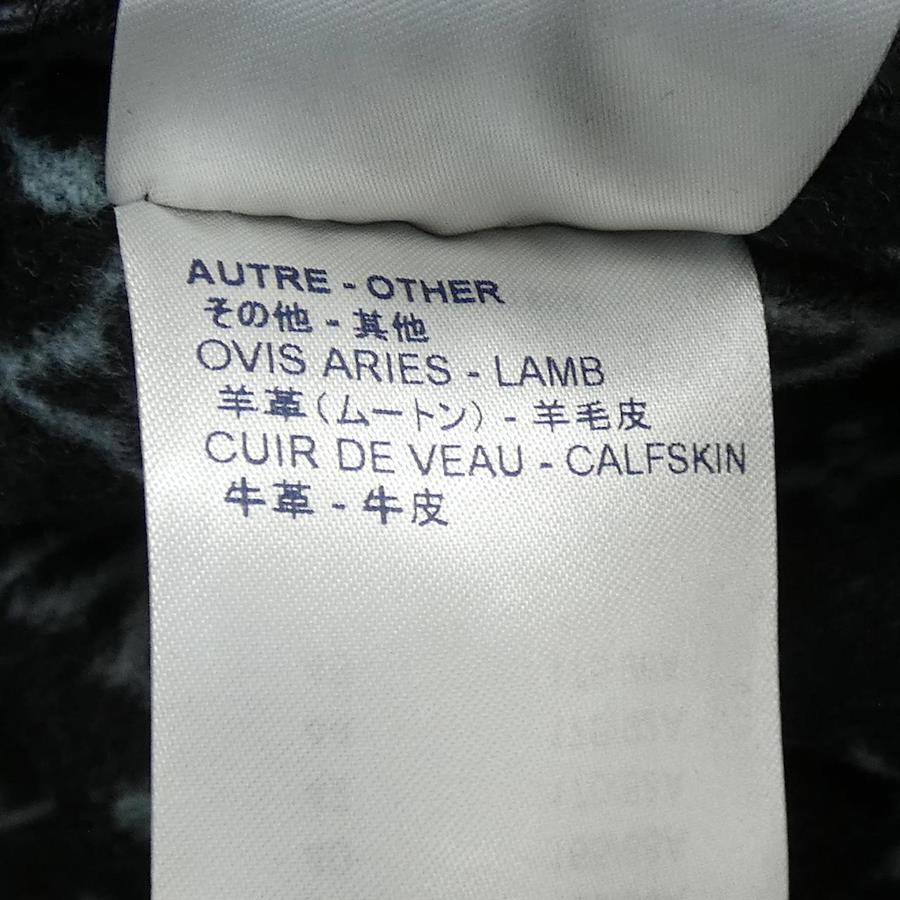 AUTRE - OTHER
その他 - 其他
OVIS ARIES - LAMB
羊革(ムートン) - 羊毛皮
CUIR DE VEAU - CALFSKIN
牛革 - 牛皮